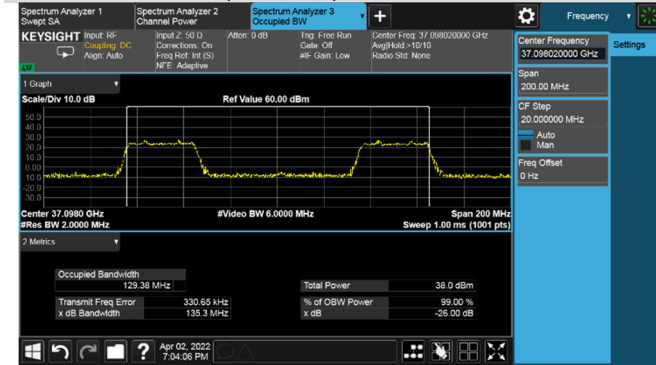 Spectrum Analyzer 1
Swept SA
Spectrum Analyzer 2
Channel Power
Spectrum Analyzer 3
Occupied BW
Frequency
KEYSIGHT
Input: RF
Coupling: DC
Align: Auto
Input Z: 50 Ω
Corrections: On
Freq Ref: Int (S)
NFE: Adaptive
Atten: 0 dB
Trig: Free Run
Gate: Off
#IF Gain: Low
Center Freq: 37.098020000 GHz
Avg|Hold:>10/10
Radio Std: None
Center Frequency
37.098020000 GHz
Settings
Span
200.00 MHz
CF Step
20.000000 MHz
Auto
Man
Freq Offset
0 Hz
1 Graph
Scale/Div 10.0 dB
Ref Value 60.00 dBm
50.0
40.0
30.0
20.0
10.0
0.00
-10.0
-20.0
-30.0
Center 37.0980 GHz
#Video BW 6.0000 MHz
Span 200 MHz
#Res BW 2.0000 MHz
Sweep 1.00 ms (1001 pts)
2 Metrics
Occupied Bandwidth
129.38 MHz
Total Power 38.0 dBm
Transmit Freq Error 330.65 kHz
% of OBW Power 99.00 %
x dB Bandwidth 135.3 MHz
x dB -26.00 dB
?
Apr 02, 2022
7:04:06 PM